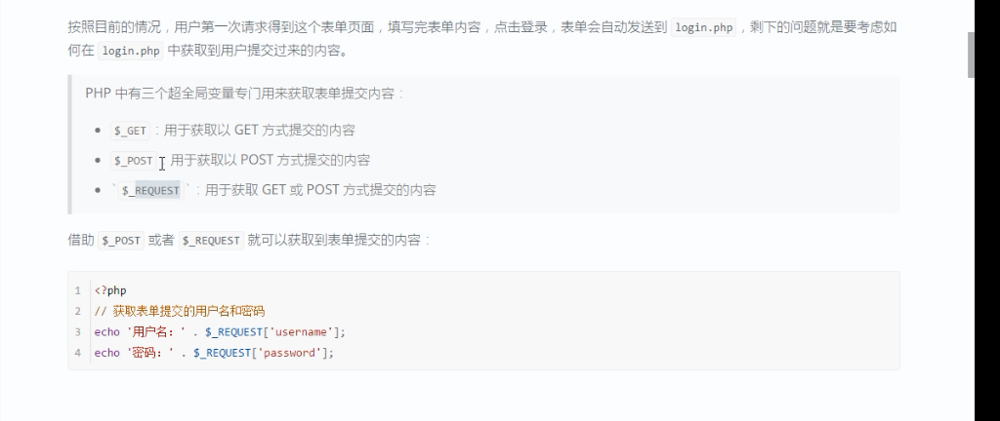 按照目前的情况，用户第一次请求得到这个表单页面，填写完表单内容，点击登录，表单会自动发送到 login.php ，剩下的问题就是要考虑如
何在 login.php 中获取到用户提交过来的内容。
PHP 中有三个超全局变量专门用来获取表单提交内容：
• $_GET ：用于获取以 GET 方式提交的内容
• $_POST 用于获取以 POST 方式提交的内容
• `$_REQUEST` ：用于获取 GET 或 POST 方式提交的内容
借助 $_POST 或者 $_REQUEST 就可以获取到表单提交的内容：
1 <?php
2 // 获取表单提交的用户名和密码
3 echo '用户名：' . $_REQUEST['username'];
4 echo '密码：' . $_REQUEST['password'];